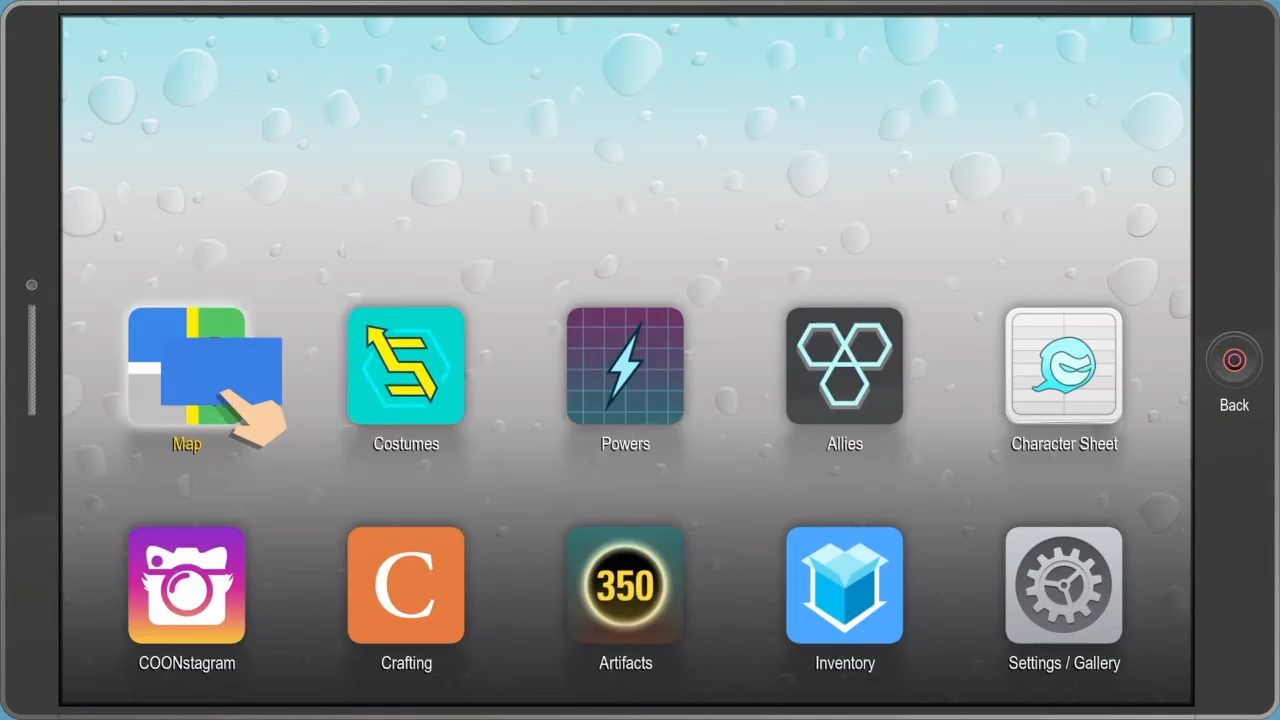 Map
Costumes
Powers
Allies
Character Sheet
Back
C
350
COONstagram
Crafting
Artifacts
Inventory
Settings / Gallery